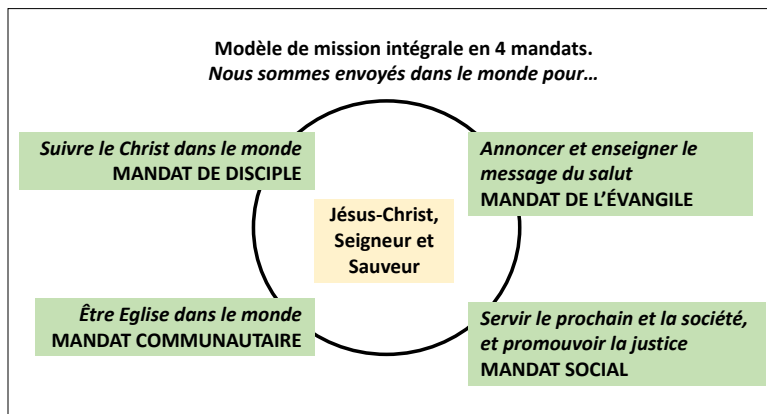 Modèle de mission intégrale en 4 mandats.
Nous sommes envoyés dans le monde pour…
Suivre le Christ dans le monde
MANDAT DE DISCIPLE
Annoncer et enseigner le
message du salut
MANDAT DE L’ÉVANGILE
Jésus-Christ,
Seigneur et
Sauveur
Être Eglise dans le monde
MANDAT COMMUNAUTAIRE
Servir le prochain et la société,
et promouvoir la justice
MANDAT SOCIAL